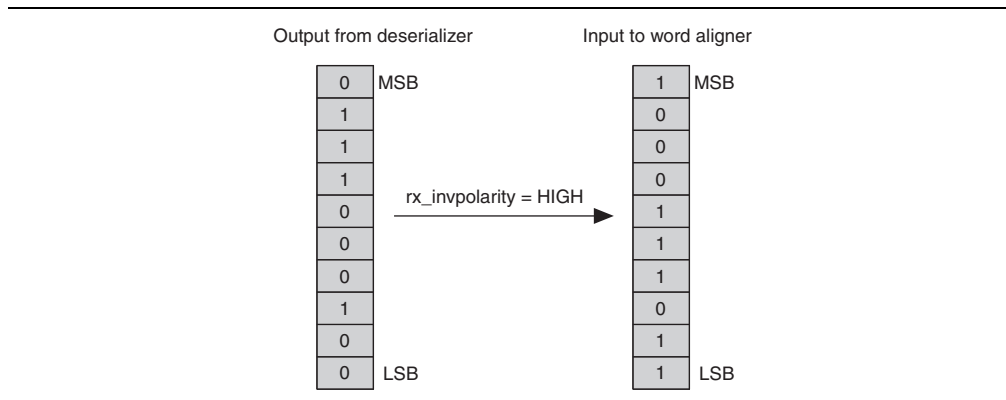 Output from deserializer Input to word aligner
0 MSB 1 MSB
1 0
1 0
1 0
rx_invpolarity = HIGH
0 1
0 1
0 1
1 0
0 1
0 LSB 1 LSB